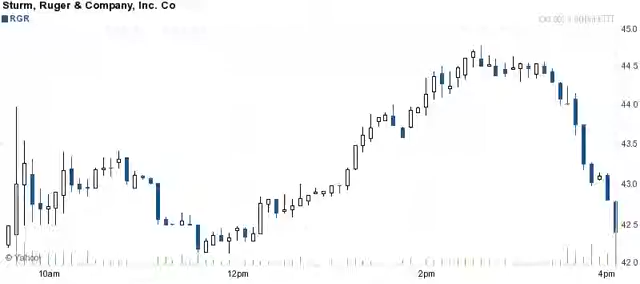 Sturm, Ruger & Company, Inc. Co
RGR
45.0
44.5
44.0
43.5
43.0
42.5
42.0
© Yahoo!
10am
12pm
2pm
4pm